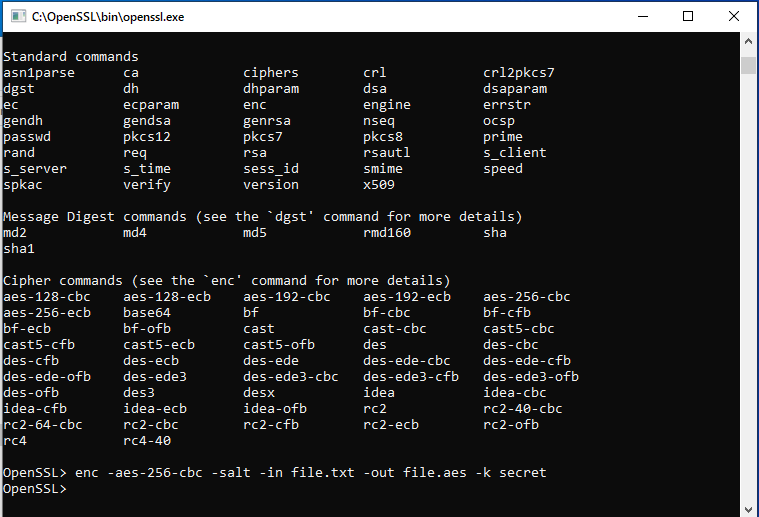 C:\OpenSSL\bin\openssl.exe
Standard commands
asn1parse ca ciphers crl crl2pkcs7
dgst dh dhparam dsa dsaparam
ec ecparam enc engine errstr
gendh gendsa genrsa nseq ocsp
passwd pkcs12 pkcs7 pkcs8 prime
rand req rsa rsautl s_client
s_server s_time sess_id smime speed
spkac verify version x509
Message Digest commands (see the `dgst' command for more details)
md2 md4 md5 rmd160 sha
sha1
Cipher commands (see the `enc' command for more details)
aes-128-cbc aes-128-ecb aes-192-cbc aes-192-ecb aes-256-cbc
aes-256-ecb base64 bf bf-cbc bf-cfb
bf-ecb bf-ofb cast cast-cbc cast5-cbc
cast5-cfb cast5-ecb cast5-ofb des des-cbc
des-cfb des-ecb des-ede des-ede-cbc des-ede-cfb
des-ede-ofb des-ede3 des-ede3-cbc des-ede3-cfb des-ede3-ofb
des-ofb des3 desx idea idea-cbc
idea-cfb idea-ecb idea-ofb rc2 rc2-40-cbc
rc2-64-cbc rc2-cbc rc2-cfb rc2-ecb rc2-ofb
rc4 rc4-40
OpenSSL> enc -aes-256-cbc -salt -in file.txt -out file.aes -k secret
OpenSSL>